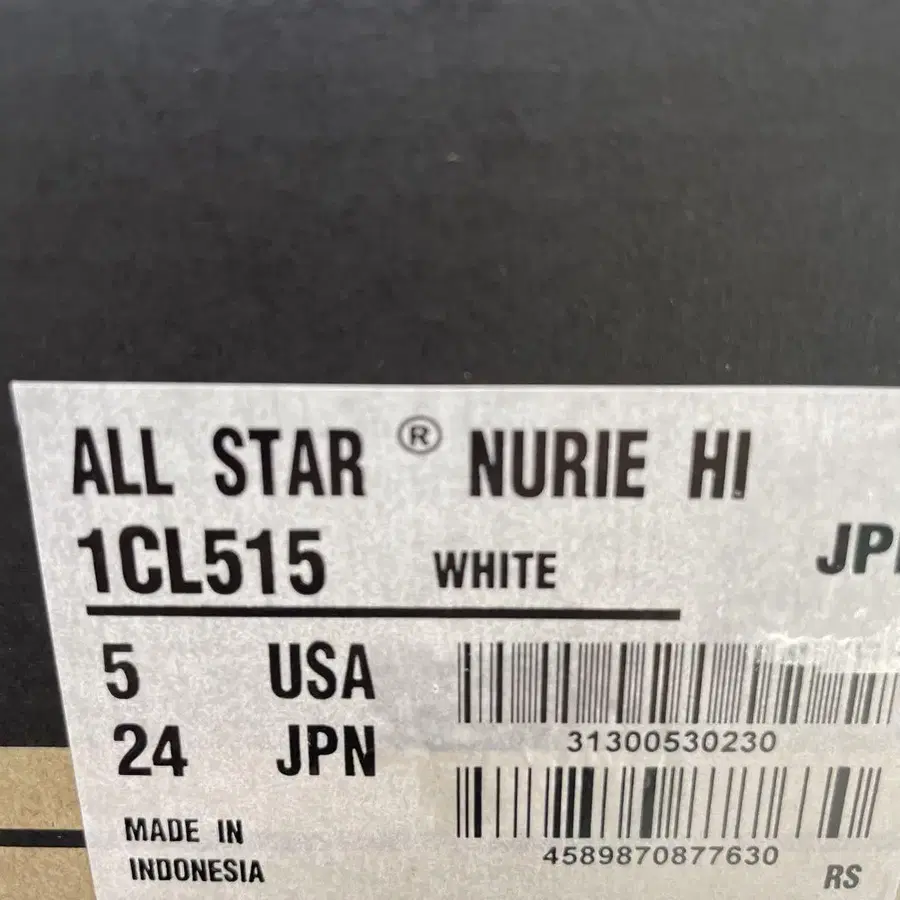 ALL STAR ® NURIE HI
1CL515 WHITE
5 USA
24 JPN
31300530230
4589870877630
MADE IN
INDONESIA
RS